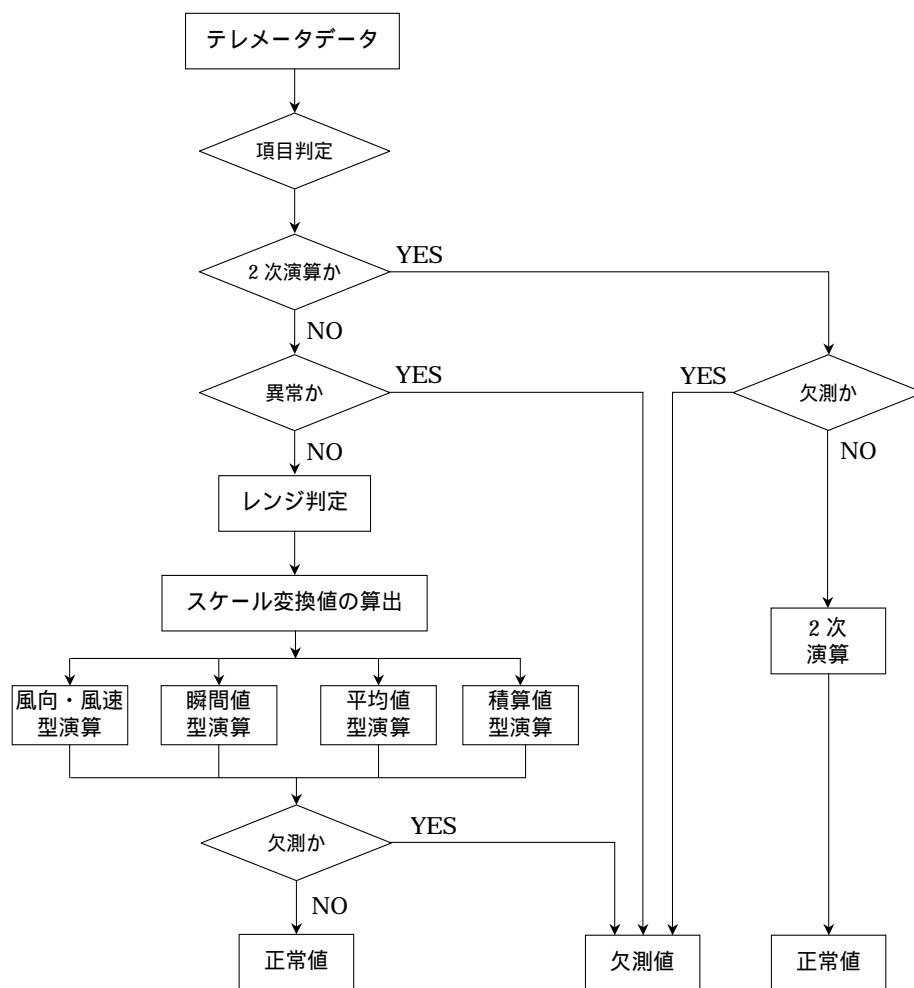 テレメータデータ
項目判定
2次演算か
YES
NO
異常か
YES
YES
欠測か
NO
NO
レンジ判定
スケール変換値の算出
2次
演算
風向・風速
型演算
瞬間値
型演算
平均値
型演算
積算値
型演算
欠測か
YES
NO
正常値
欠測値
正常値